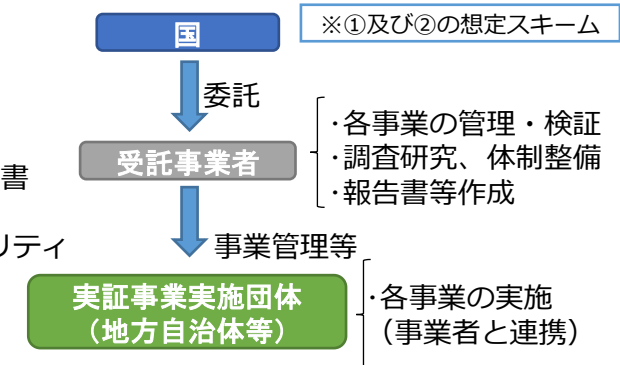 国
※①及び②の想定スキーム
委託
受託事業者
・各事業の管理・検証
・調査研究、体制整備
・報告書等作成
書
リティ
事業管理等
実証事業実施団体
（地方自治体等）
・各事業の実施
（事業者と連携）